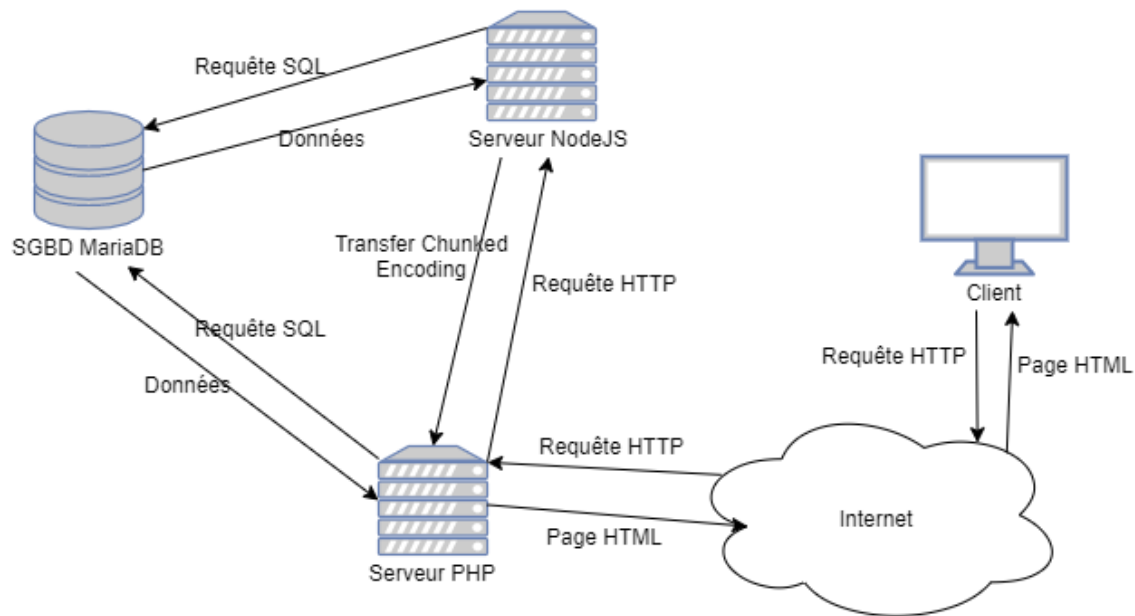 Requête SQL
Données
Serveur NodeJS
SGBD MariaDB
Transfer Chunked
Encoding
Requête HTTP
Client
Requête SQL
Données
Requête HTTP
Page HTML
Requête HTTP
Page HTML
Internet
Serveur PHP